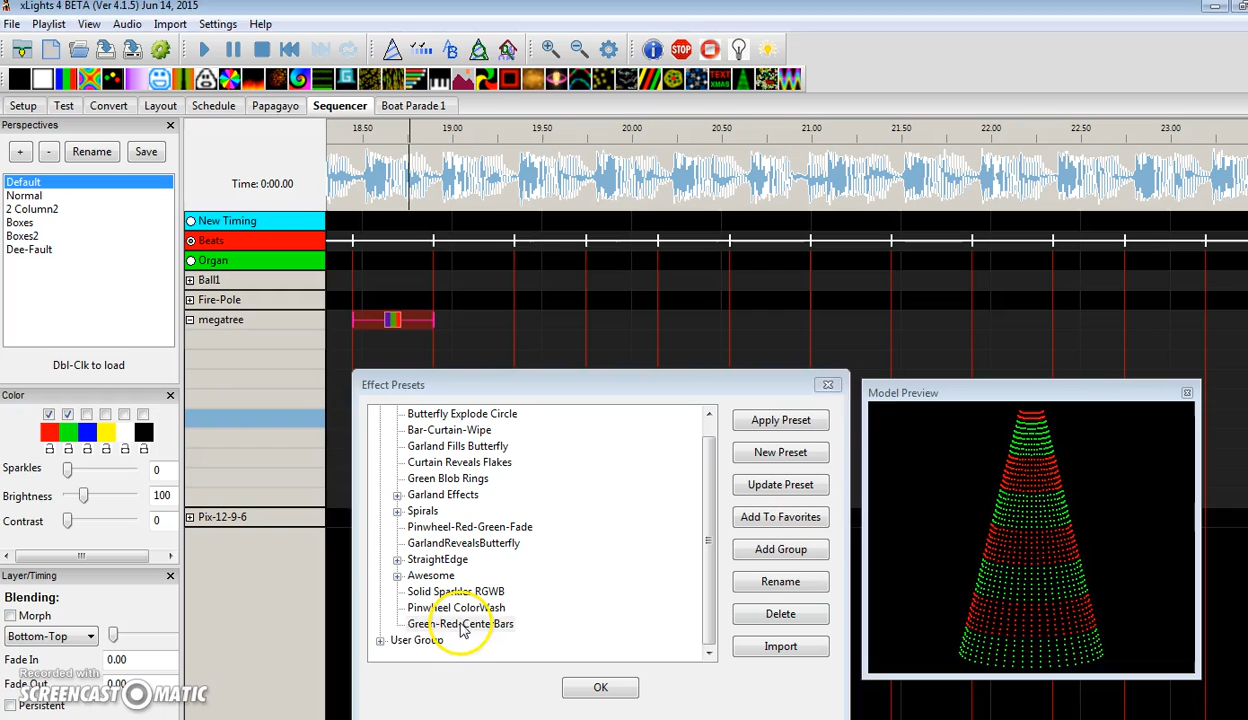 xLights 4 BETA (Ver 4.1.5) Jun 14, 2015
File Playlist View Audio Import Settings Help
TEXT
XMAS
Setup Test Convert Layout Schedule Papagayo Sequencer Boat Parade 1
Perspectives
+ - Rename Save
Default
Normal
2 Column2
Boxes
Boxes2
Dee-Fault
Dbl-Clk to load
Color
Sparkles 0
Brightness 100
Contrast 0
Layer/Timing
Blending:
Morph
Bottom-Top
Fade In 0.00
Fade Out 0.00
Persistent
Recorded with
SCREENCAST-O-MATIC
18.50 19.00 19.50 20.00 20.50 21.00 21.50 22.00 22.50 23.00
Time: 0:00.00
New Timing
Beats
Organ
Ball1
Fire-Pole
megatree
Pix-12-9-6
Effect Presets
Butterfly Explode Circle
Bar-Curtain-Wipe
Garland Fills Butterfly
Curtain Reveals Flakes
Green Blob Rings
Garland Effects
Spirals
Pinwheel-Red-Green-Fade
GarlandRevealsButterfly
StraightEdge
Awesome
Solid Sparkler RGWB
Pinwheel ColorWash
Green-Red-CenterBars
User Group
Apply Preset
New Preset
Update Preset
Add To Favorites
Add Group
Rename
Delete
Import
OK
Model Preview